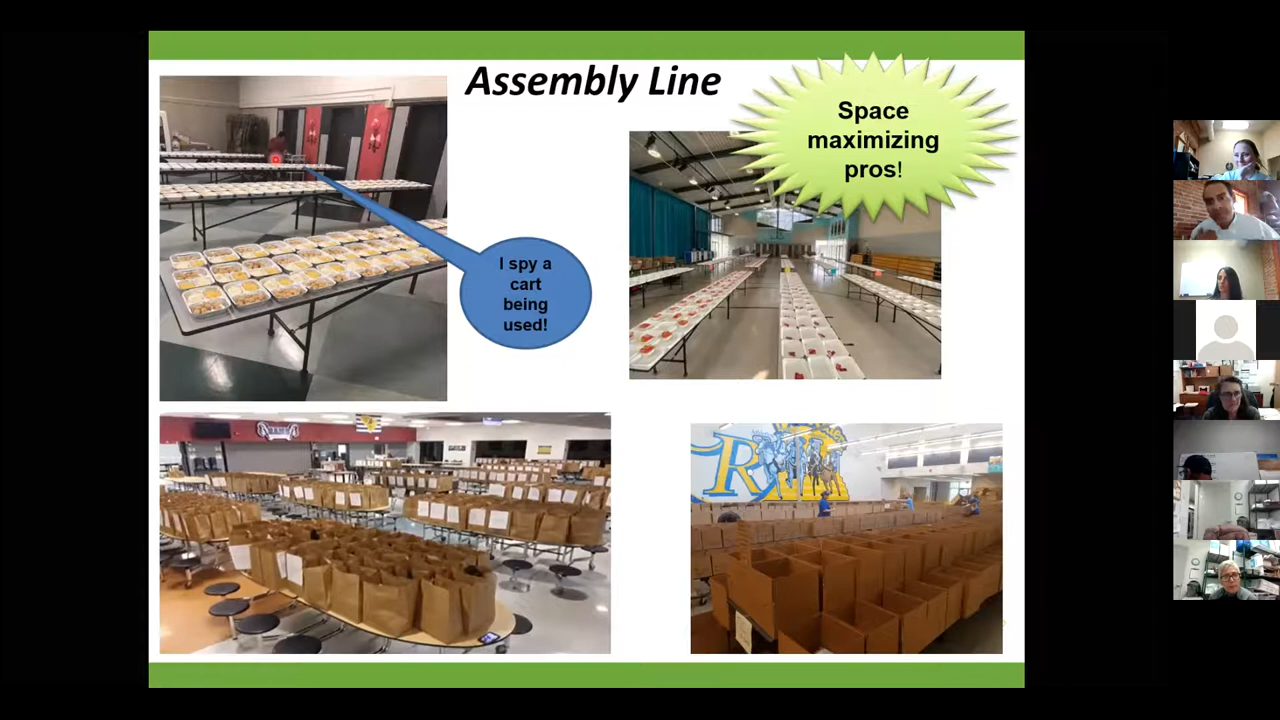 Assembly Line
Space
maximizing
pros!
I spy a
cart
being
used!
R